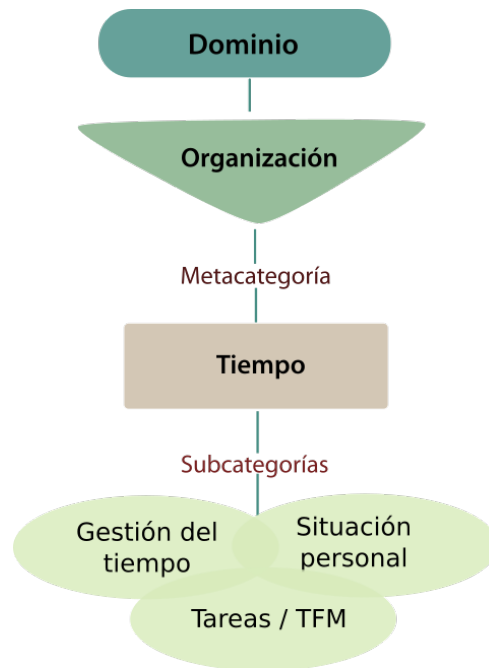 Dominio
Organización
Metacategoría
Tiempo
Subcategorías
Gestión del
tiempo
Situación
personal
Tareas / TFM